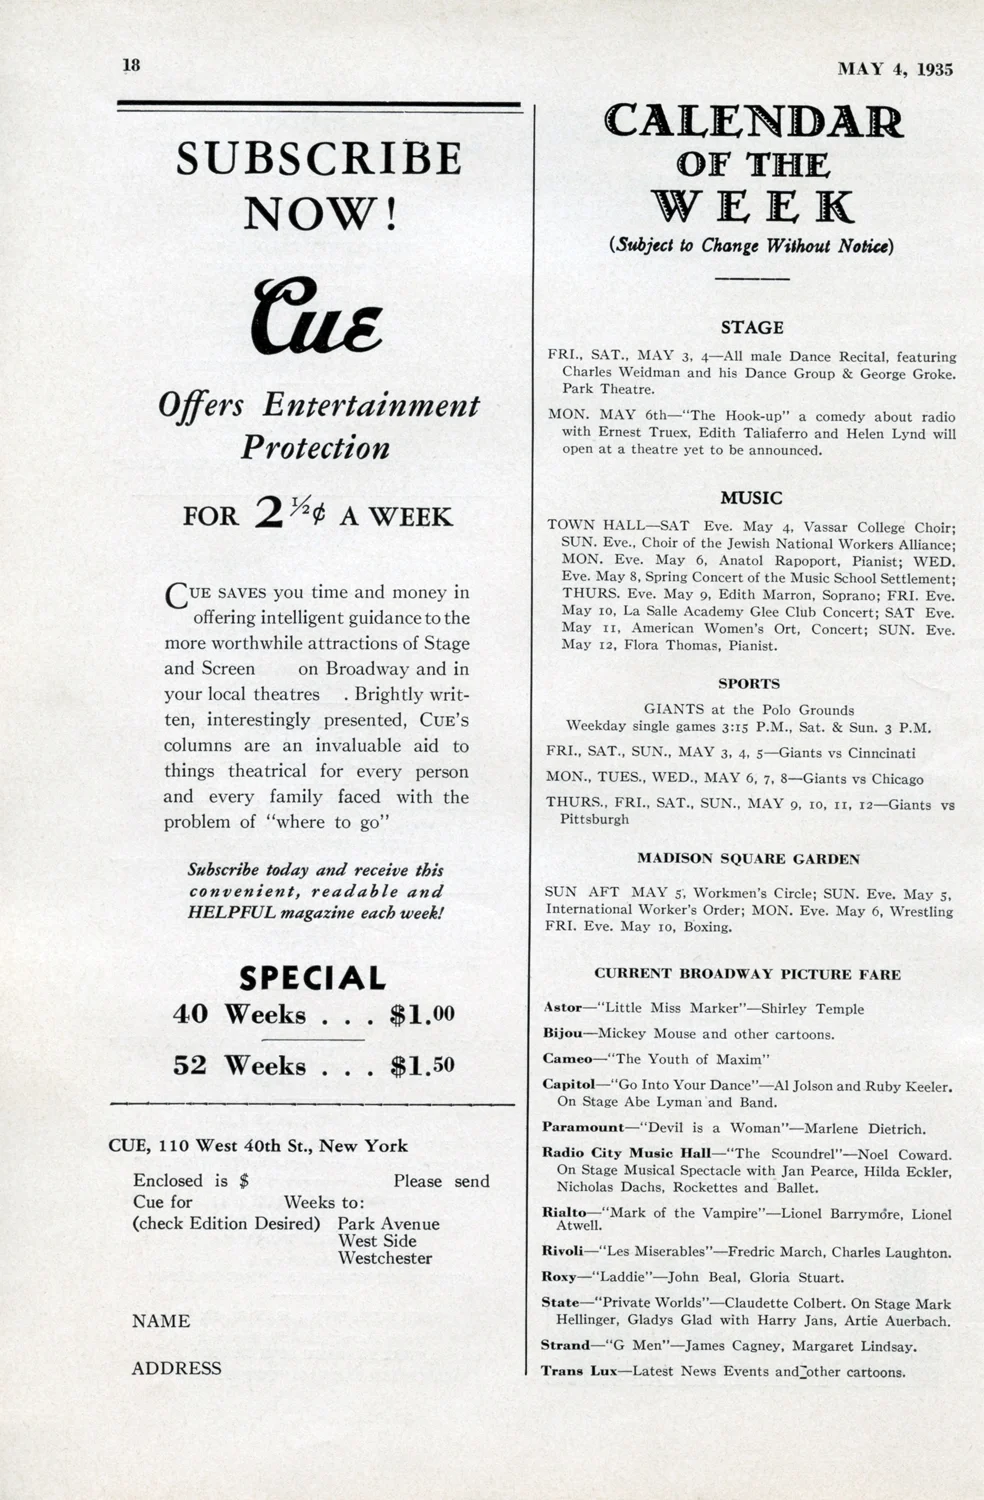 18
MAY 4, 1935
SUBSCRIBE
NOW!
Cue
Offers Entertainment
Protection
FOR 2½¢ A WEEK
CUE SAVES you time and money in
offering intelligent guidance to the
more worthwhile attractions of Stage
and Screen on Broadway and in
your local theatres . Brightly writ-
ten, interestingly presented, CUE'S
columns are an invaluable aid to
things theatrical for every person
and every family faced with the
problem of "where to go"
Subscribe today and receive this
convenient, readable and
HELPFUL magazine each week!
SPECIAL
40 Weeks . . . $1.00
52 Weeks . . . $1.50
CUE, 110 West 40th St., New York
Enclosed is $ Please send
Cue for Weeks to:
(check Edition Desired) Park Avenue
West Side
Westchester
NAME
ADDRESS
CALENDAR
OF THE
WEEK
(Subject to Change Without Notice)
STAGE
FRI., SAT., MAY 3, 4—All male Dance Recital, featuring
Charles Weidman and his Dance Group & George Groke.
Park Theatre.
MON. MAY 6th—"The Hook-up" a comedy about radio
with Ernest Truex, Edith Taliaferro and Helen Lynd will
open at a theatre yet to be announced.
MUSIC
TOWN HALL—SAT Eve. May 4, Vassar College Choir;
SUN. Eve., Choir of the Jewish National Workers Alliance;
MON. Eve. May 6, Anatol Rapoport, Pianist; WED.
Eve. May 8, Spring Concert of the Music School Settlement;
THURS. Eve. May 9, Edith Marron, Soprano; FRI. Eve.
May 10, La Salle Academy Glee Club Concert; SAT Eve.
May 11, American Women's Ort, Concert; SUN. Eve.
May 12, Flora Thomas, Pianist.
SPORTS
GIANTS at the Polo Grounds
Weekday single games 3:15 P.M., Sat. & Sun. 3 P.M.
FRI., SAT., SUN., MAY 3, 4, 5—Giants vs Cinncinati
MON., TUES., WED., MAY 6, 7, 8—Giants vs Chicago
THURS., FRI., SAT., SUN., MAY 9, 10, 11, 12—Giants vs
Pittsburgh
MADISON SQUARE GARDEN
SUN AFT MAY 5, Workmen's Circle; SUN. Eve. May 5,
International Worker's Order; MON. Eve. May 6, Wrestling
FRI. Eve. May 10, Boxing.
CURRENT BROADWAY PICTURE FARE
Astor—"Little Miss Marker"—Shirley Temple
Bijou—Mickey Mouse and other cartoons.
Cameo—"The Youth of Maxim"
Capitol—"Go Into Your Dance"—Al Jolson and Ruby Keeler.
On Stage Abe Lyman and Band.
Paramount—"Devil is a Woman"—Marlene Dietrich.
Radio City Music Hall—"The Scoundrel"—Noel Coward.
On Stage Musical Spectacle with Jan Pearce, Hilda Eckler,
Nicholas Dachs, Rockettes and Ballet.
Rialto—"Mark of the Vampire"—Lionel Barrymore, Lionel
Atwell.
Rivoli—"Les Miserables"—Fredric March, Charles Laughton.
Roxy—"Laddie"—John Beal, Gloria Stuart.
State—"Private Worlds"—Claudette Colbert. On Stage Mark
Hellinger, Gladys Glad with Harry Jans, Artie Auerbach.
Strand—"G Men"—James Cagney, Margaret Lindsay.
Trans Lux—Latest News Events and other cartoons.